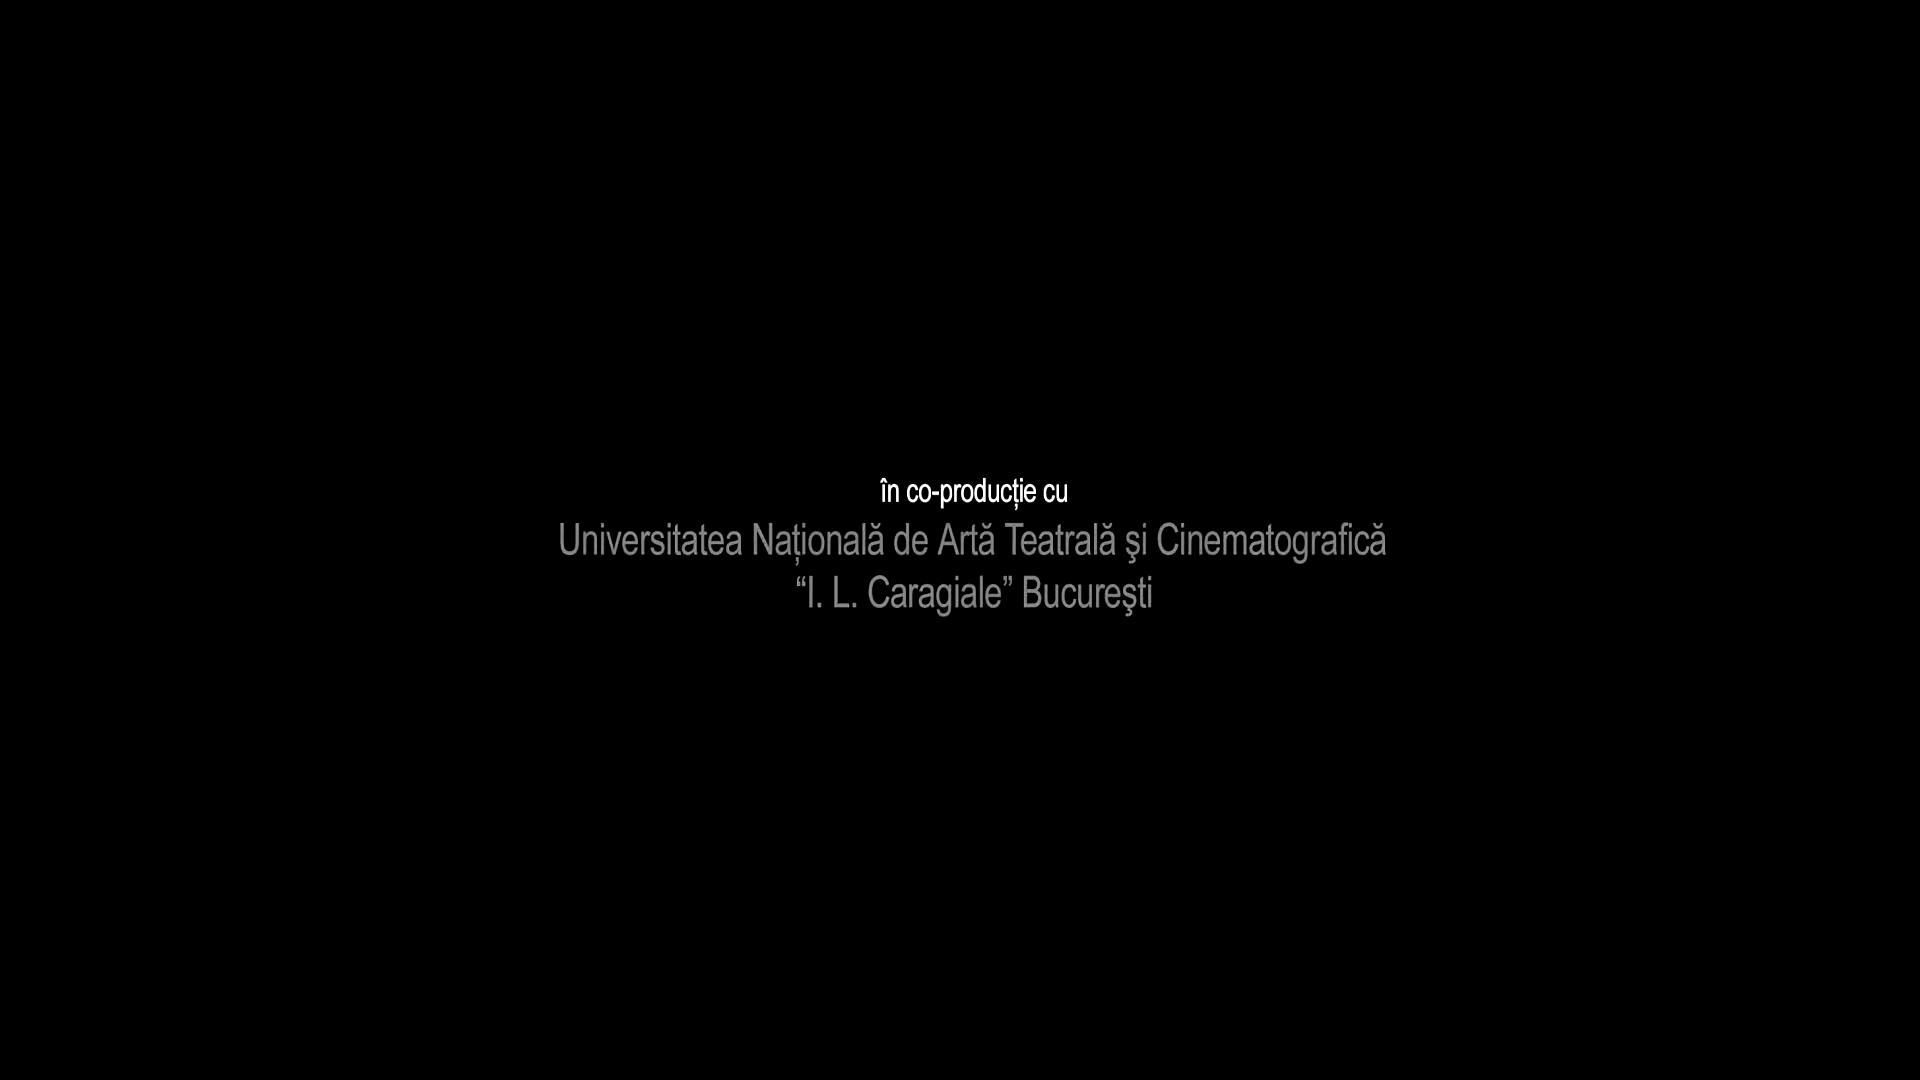 în co-producție cu
Universitatea Națională de Artă Teatrală şi Cinematografică
“I. L. Caragiale” Bucureşti